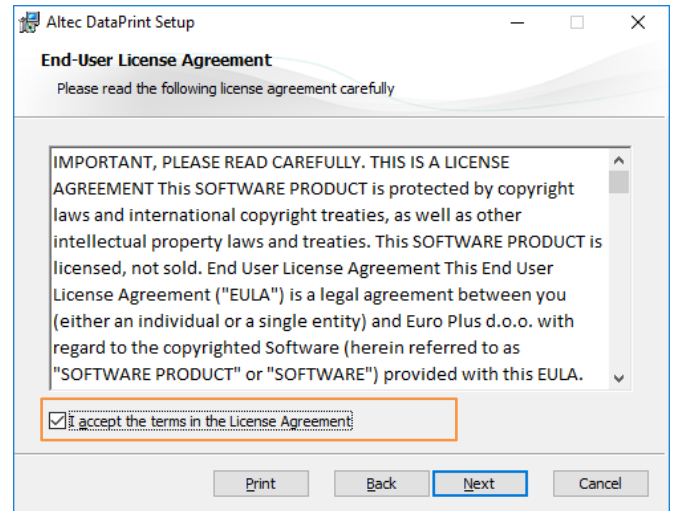 Altec DataPrint Setup
End-User License Agreement
Please read the following license agreement carefully
IMPORTANT, PLEASE READ CAREFULLY. THIS IS A LICENSE
AGREEMENT This SOFTWARE PRODUCT is protected by copyright
laws and international copyright treaties, as well as other
intellectual property laws and treaties. This SOFTWARE PRODUCT is
licensed, not sold. End User License Agreement This End User
License Agreement ("EULA") is a legal agreement between you
(either an individual or a single entity) and Euro Plus d.o.o. with
regard to the copyrighted Software (herein referred to as
"SOFTWARE PRODUCT" or "SOFTWARE") provided with this EULA.
I accept the terms in the License Agreement
Print Back Next Cancel